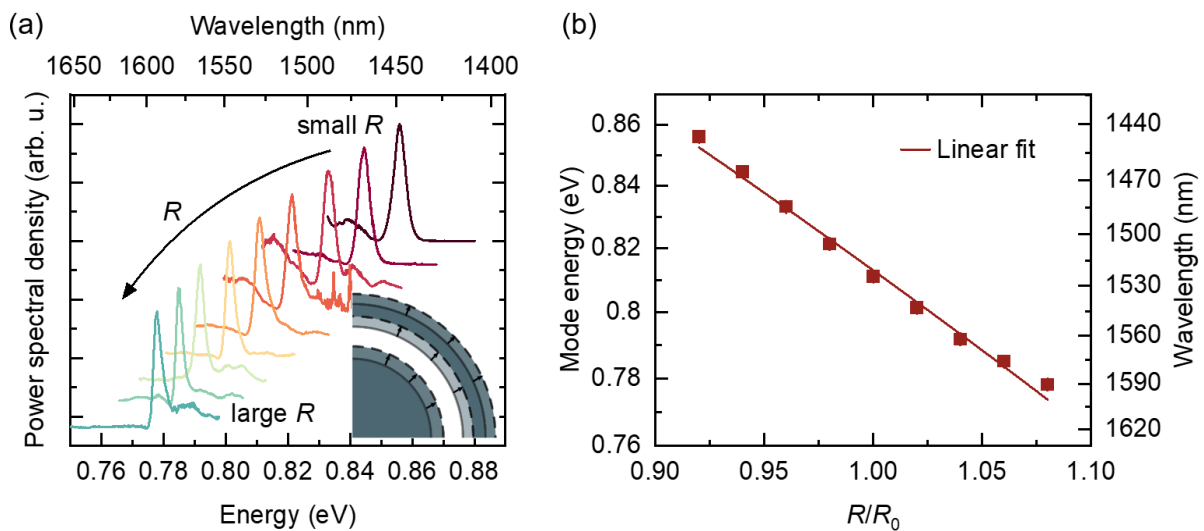 (a)
Wavelength (nm)
1650 1600 1550 1500 1450 1400
Power spectral density (arb. u.)
small R
R
large R
0.76 0.78 0.80 0.82 0.84 0.86 0.88
Energy (eV)
(b)
Mode energy (eV)
0.86
0.84
0.82
0.80
0.78
0.76
Linear fit
1440
1470
1500
1530
1560
1590
1620
Wavelength (nm)
0.90 0.95 1.00 1.05 1.10
R/R₀